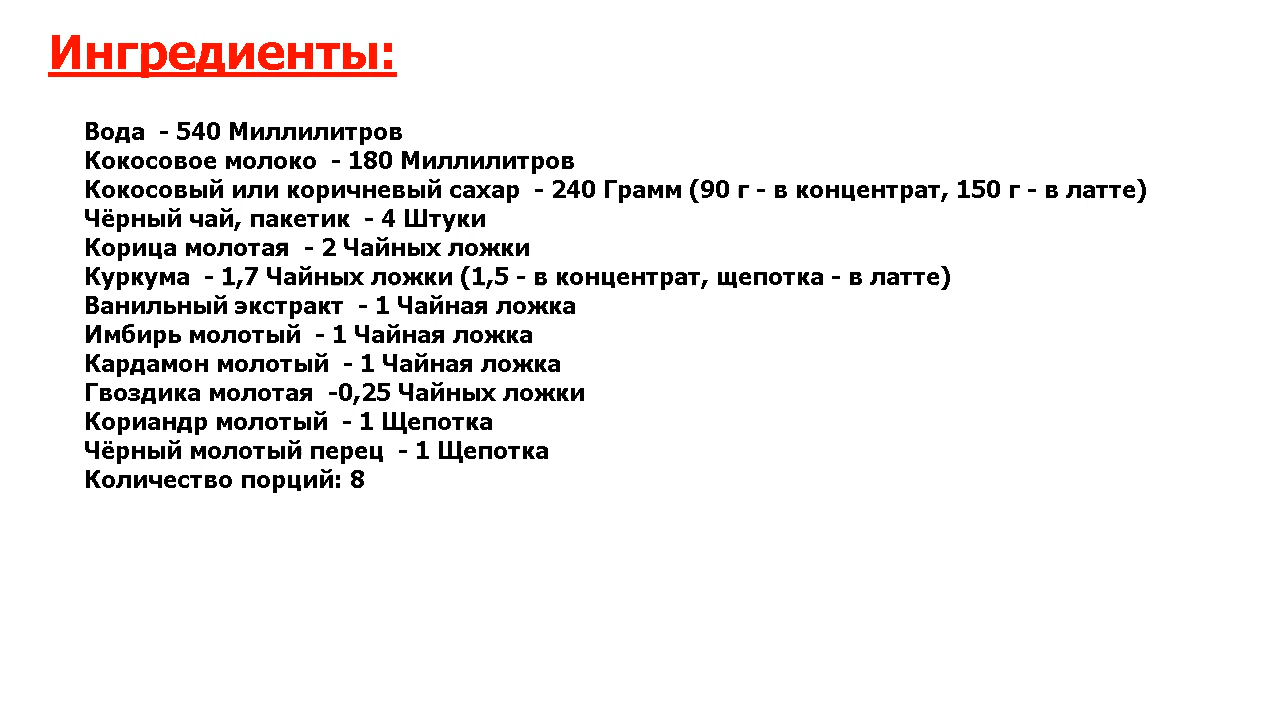 Ингредиенты:
Вода - 540 Миллилитров
Кокосовое молоко - 180 Миллилитров
Кокосовый или коричневый сахар - 240 Грамм (90 г - в концентрат, 150 г - в латте)
Чёрный чай, пакетик - 4 Штуки
Корица молотая - 2 Чайных ложки
Куркума - 1,7 Чайных ложки (1,5 - в концентрат, щепотка - в латте)
Ванильный экстракт - 1 Чайная ложка
Имбирь молотый - 1 Чайная ложка
Кардамон молотый - 1 Чайная ложка
Гвоздика молотая -0,25 Чайных ложки
Кориандр молотый - 1 Щепотка
Чёрный молотый перец - 1 Щепотка
Количество порций: 8